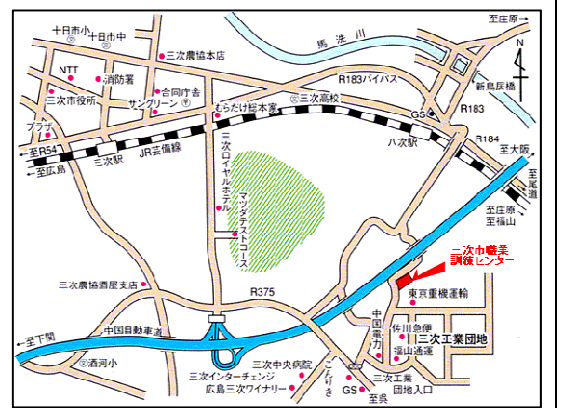 十日市小
十日市中
至庄原
馬洗川
N
三次農協本店
NTT
消防署
合同庁舎
三次市役所
サングリーン
R183バイパス
三次高校
新鳥居橋
R183
むらたけ総本家
GS
プラザ
R184
至R54
至広島
三次駅
JR芸備線
八次駅
至大阪
至尾道
至庄原
至福山
三次ロイヤルホテル
マツダテストコース
三次市職業
訓練センター
三次農協酒屋支店
R375
東京重機運輸
中国自動車道
至下関
中国電力
佐川急便
三次工業団地
福山通運
酒河小
三次中央病院
三次インターチェンジ
広島三次ワイナリー
三次工業
団地入口
GS
至呉